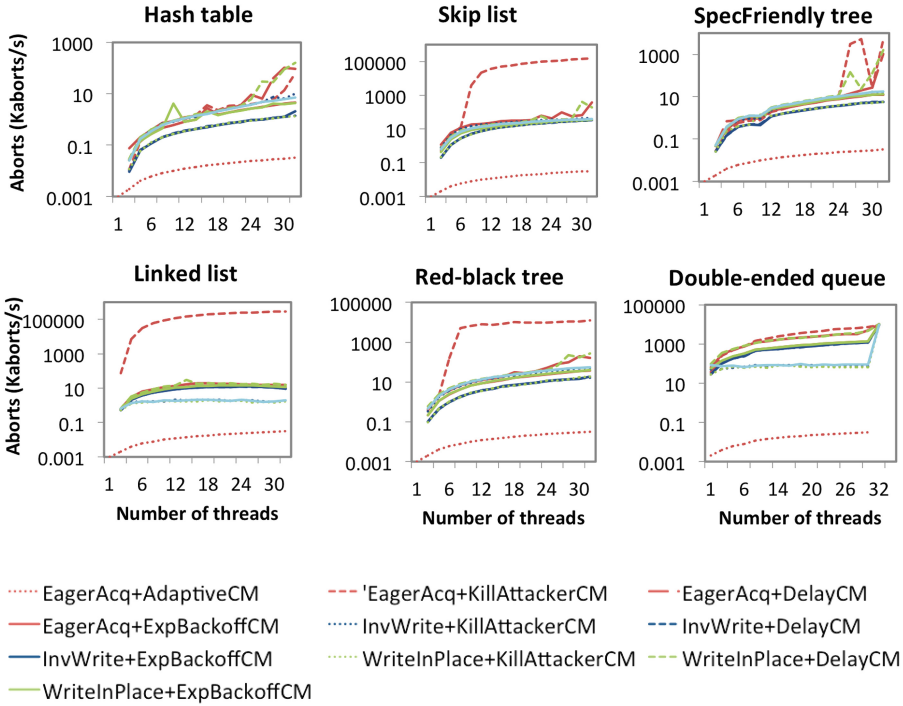 Hash table
Skip list
SpecFriendly tree
Aborts (Kaborts/s)
1000
10
0.1
0.001
1 6 12 18 24 30
100000
1000
10
0.1
0.001
1 6 12 18 24 30
1000
10
0.1
0.001
1 6 12 18 24 30
Linked list
Red-black tree
Double-ended queue
Aborts (Kaborts/s)
100000
1000
10
0.1
0.001
1 6 12 18 24 30
Number of threads
100000
1000
10
0.1
0.001
1 6 12 18 24 30
Number of threads
100000
1000
10
0.1
0.001
1 6 14 20 26 32
Number of threads
EagerAcq+AdaptiveCM
'EagerAcq+KillAttackerCM
EagerAcq+DelayCM
EagerAcq+ExpBackoffCM
InvWrite+KillAttackerCM
InvWrite+DelayCM
InvWrite+ExpBackoffCM
WriteInPlace+KillAttackerCM
WriteInPlace+DelayCM
WriteInPlace+ExpBackoffCM